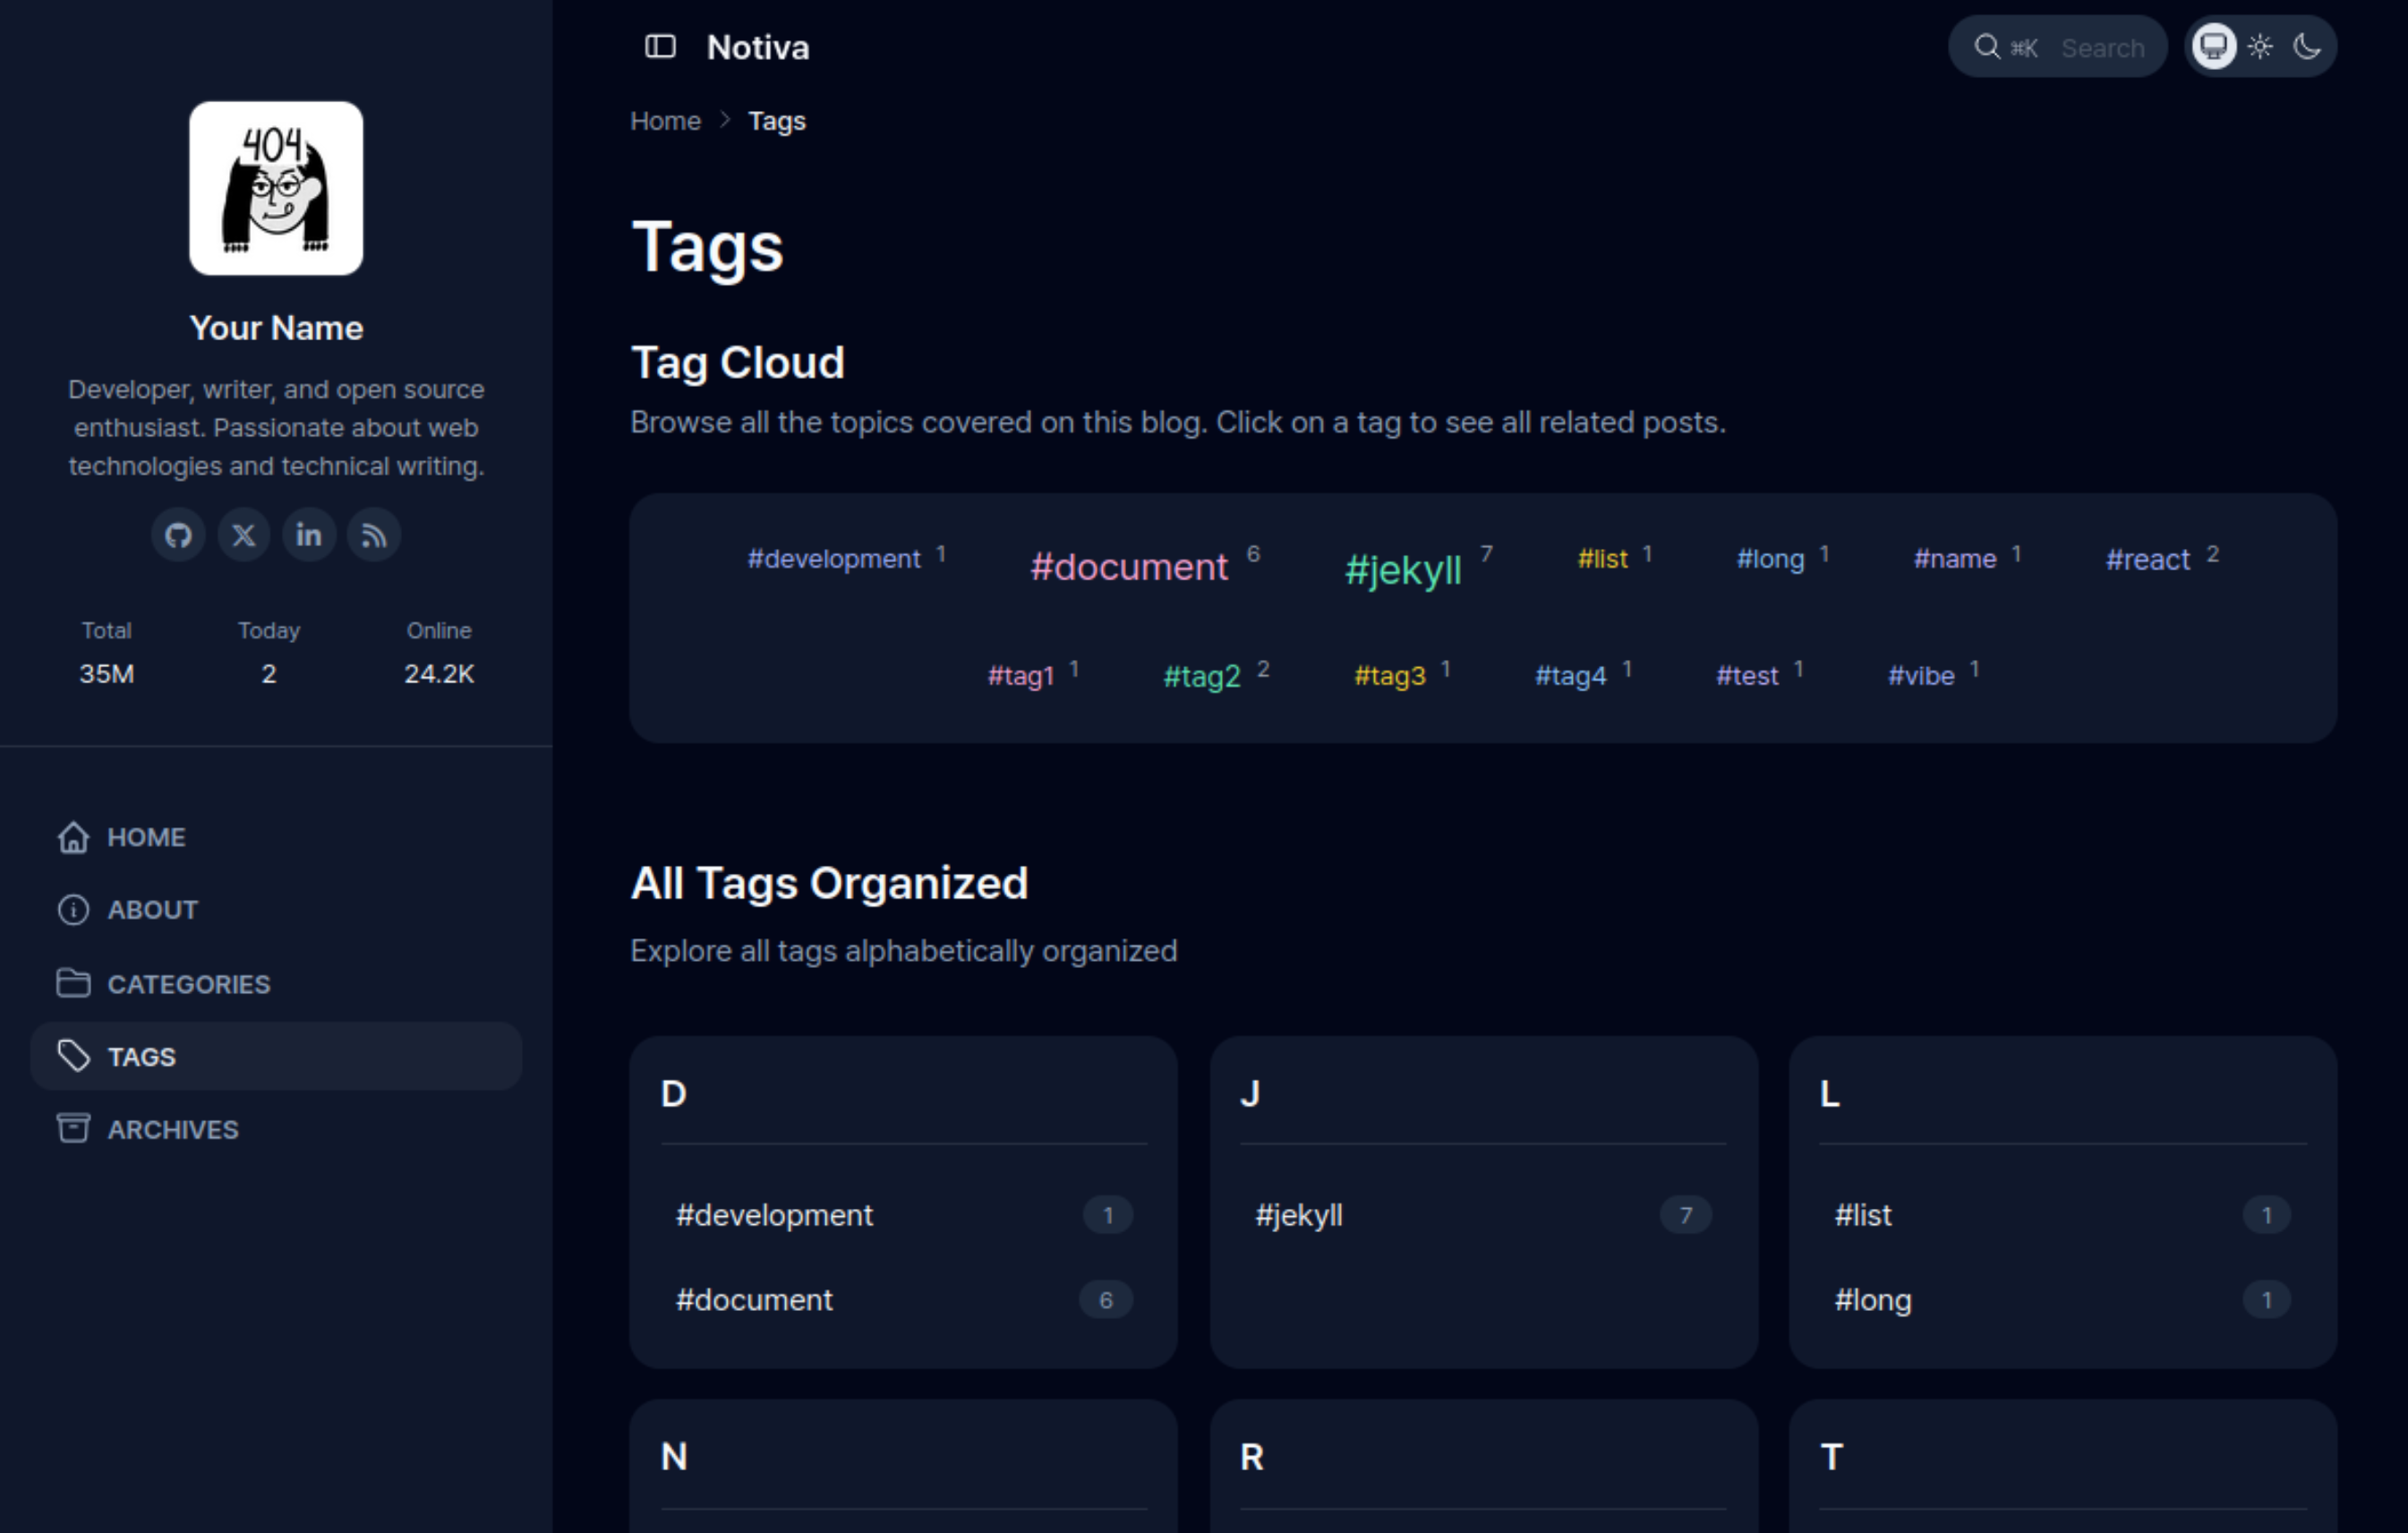 404
Your Name
Developer, writer, and open source
enthusiast. Passionate about web
technologies and technical writing.
Total Today Online
35M 2 24.2K
HOME
ABOUT
CATEGORIES
TAGS
ARCHIVES
Notiva
⌘K Search
Home > Tags
Tags
Tag Cloud
Browse all the topics covered on this blog. Click on a tag to see all related posts.
#development 1 #document 6 #jekyll 7 #list 1 #long 1 #name 1 #react 2
#tag1 1 #tag2 2 #tag3 1 #tag4 1 #test 1 #vibe 1
All Tags Organized
Explore all tags alphabetically organized
D
#development 1
#document 6
J
#jekyll 7
L
#list 1
#long 1
N
R
T